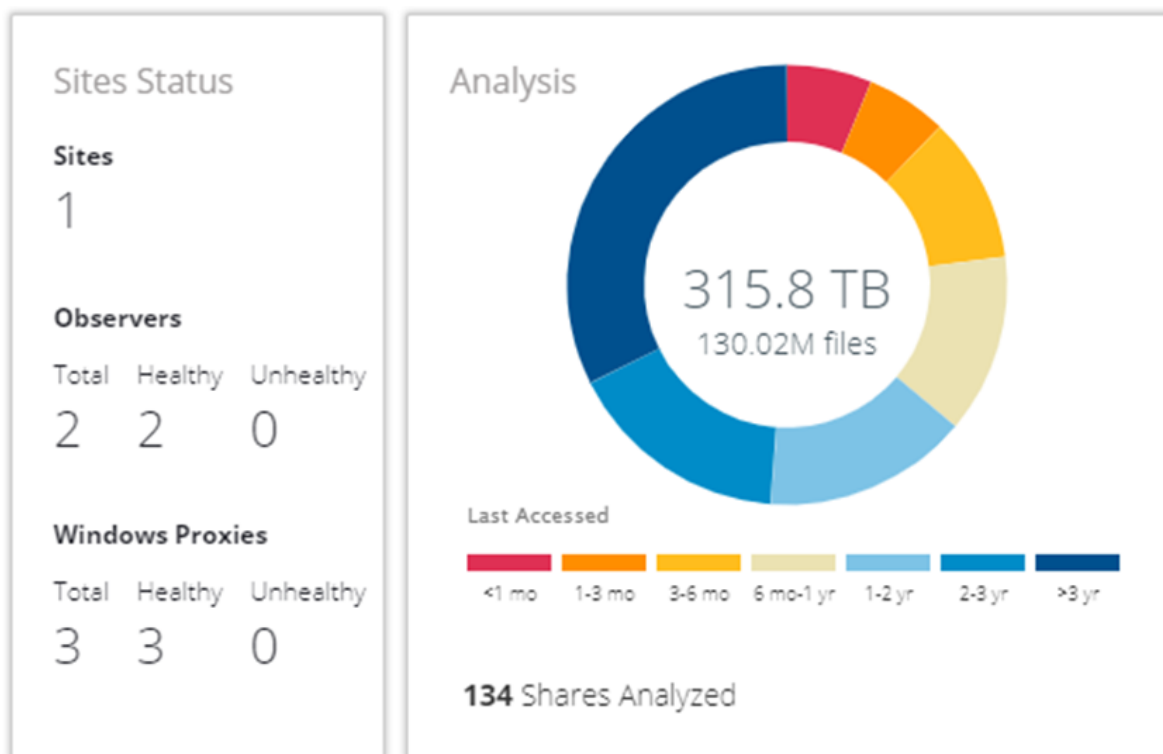 Sites Status
Sites
1
Observers
Total Healthy Unhealthy
2 2 0
Windows Proxies
Total Healthy Unhealthy
3 3 0
Analysis
315.8 TB
130.02M files
Last Accessed
<1 mo 1-3 mo 3-6 mo 6 mo-1 yr 1-2 yr 2-3 yr >3 yr
134 Shares Analyzed